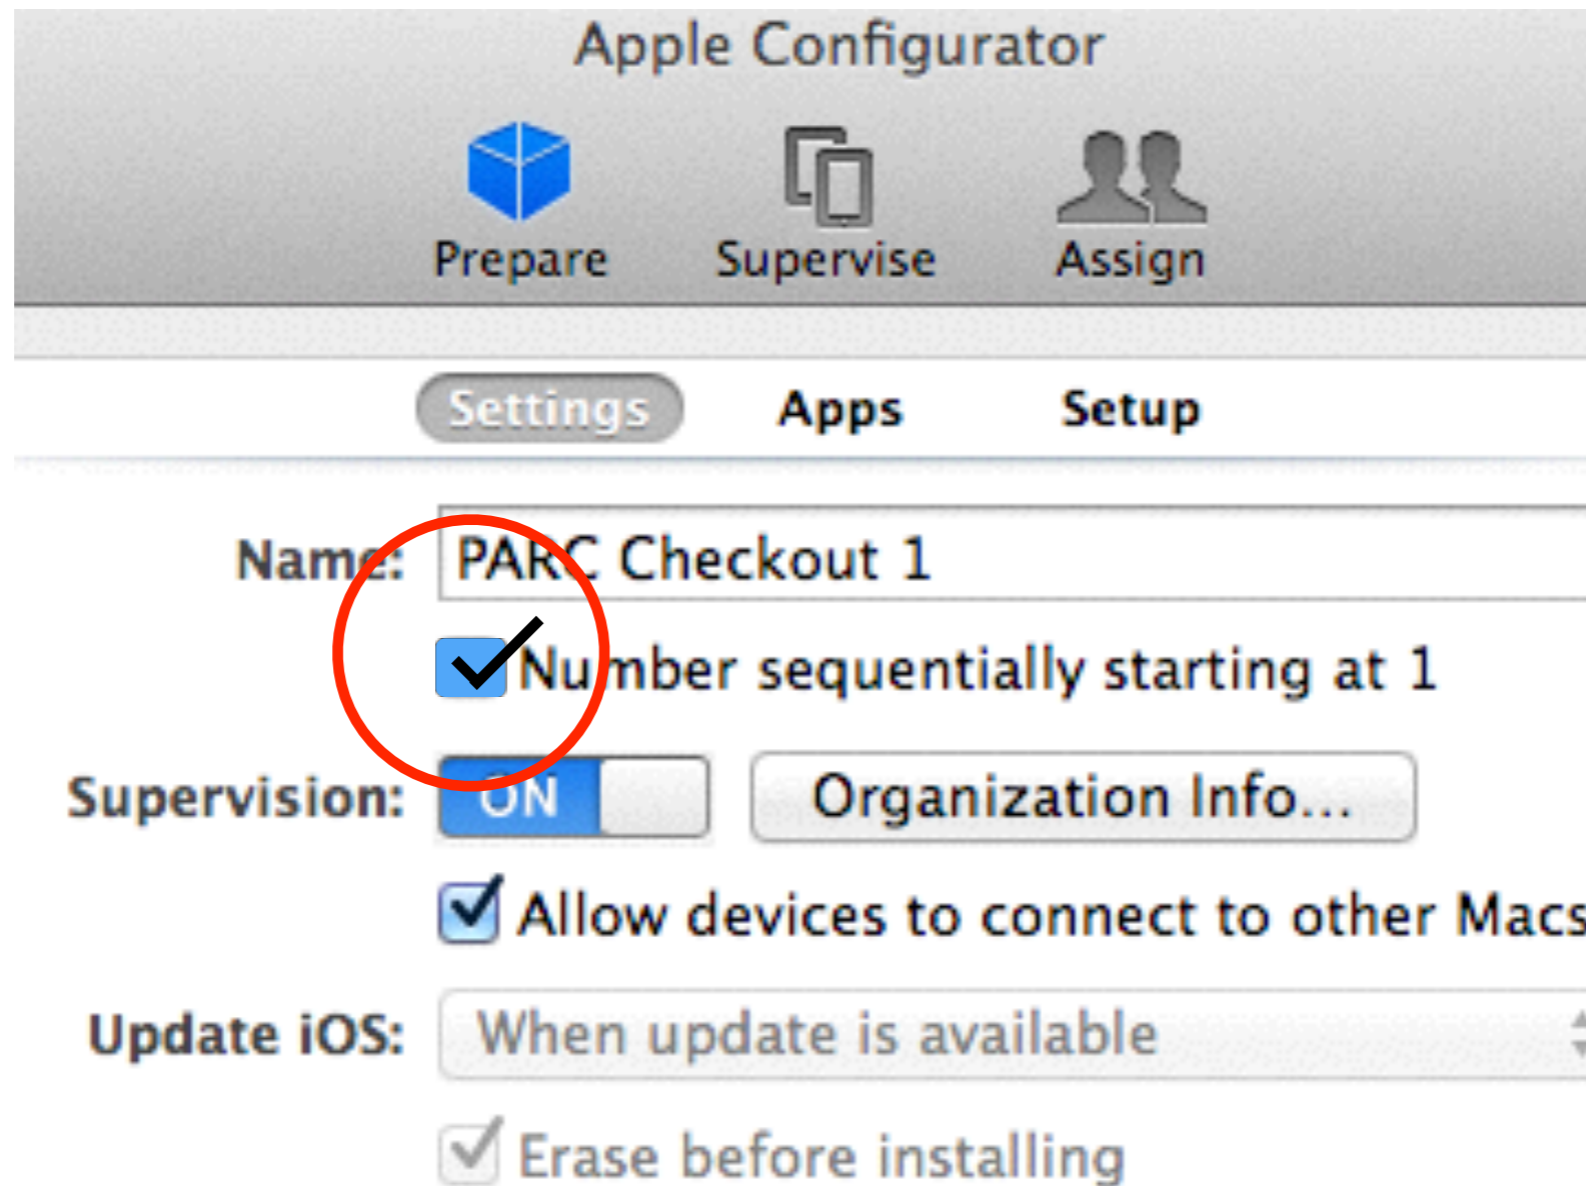 Apple Configurator
Prepare Supervise Assign
Settings Apps Setup
Name: PARC Checkout 1
Number sequentially starting at 1
Supervision: ON Organization Info...
Allow devices to connect to other Macs
Update iOS: When update is available
Erase before installing